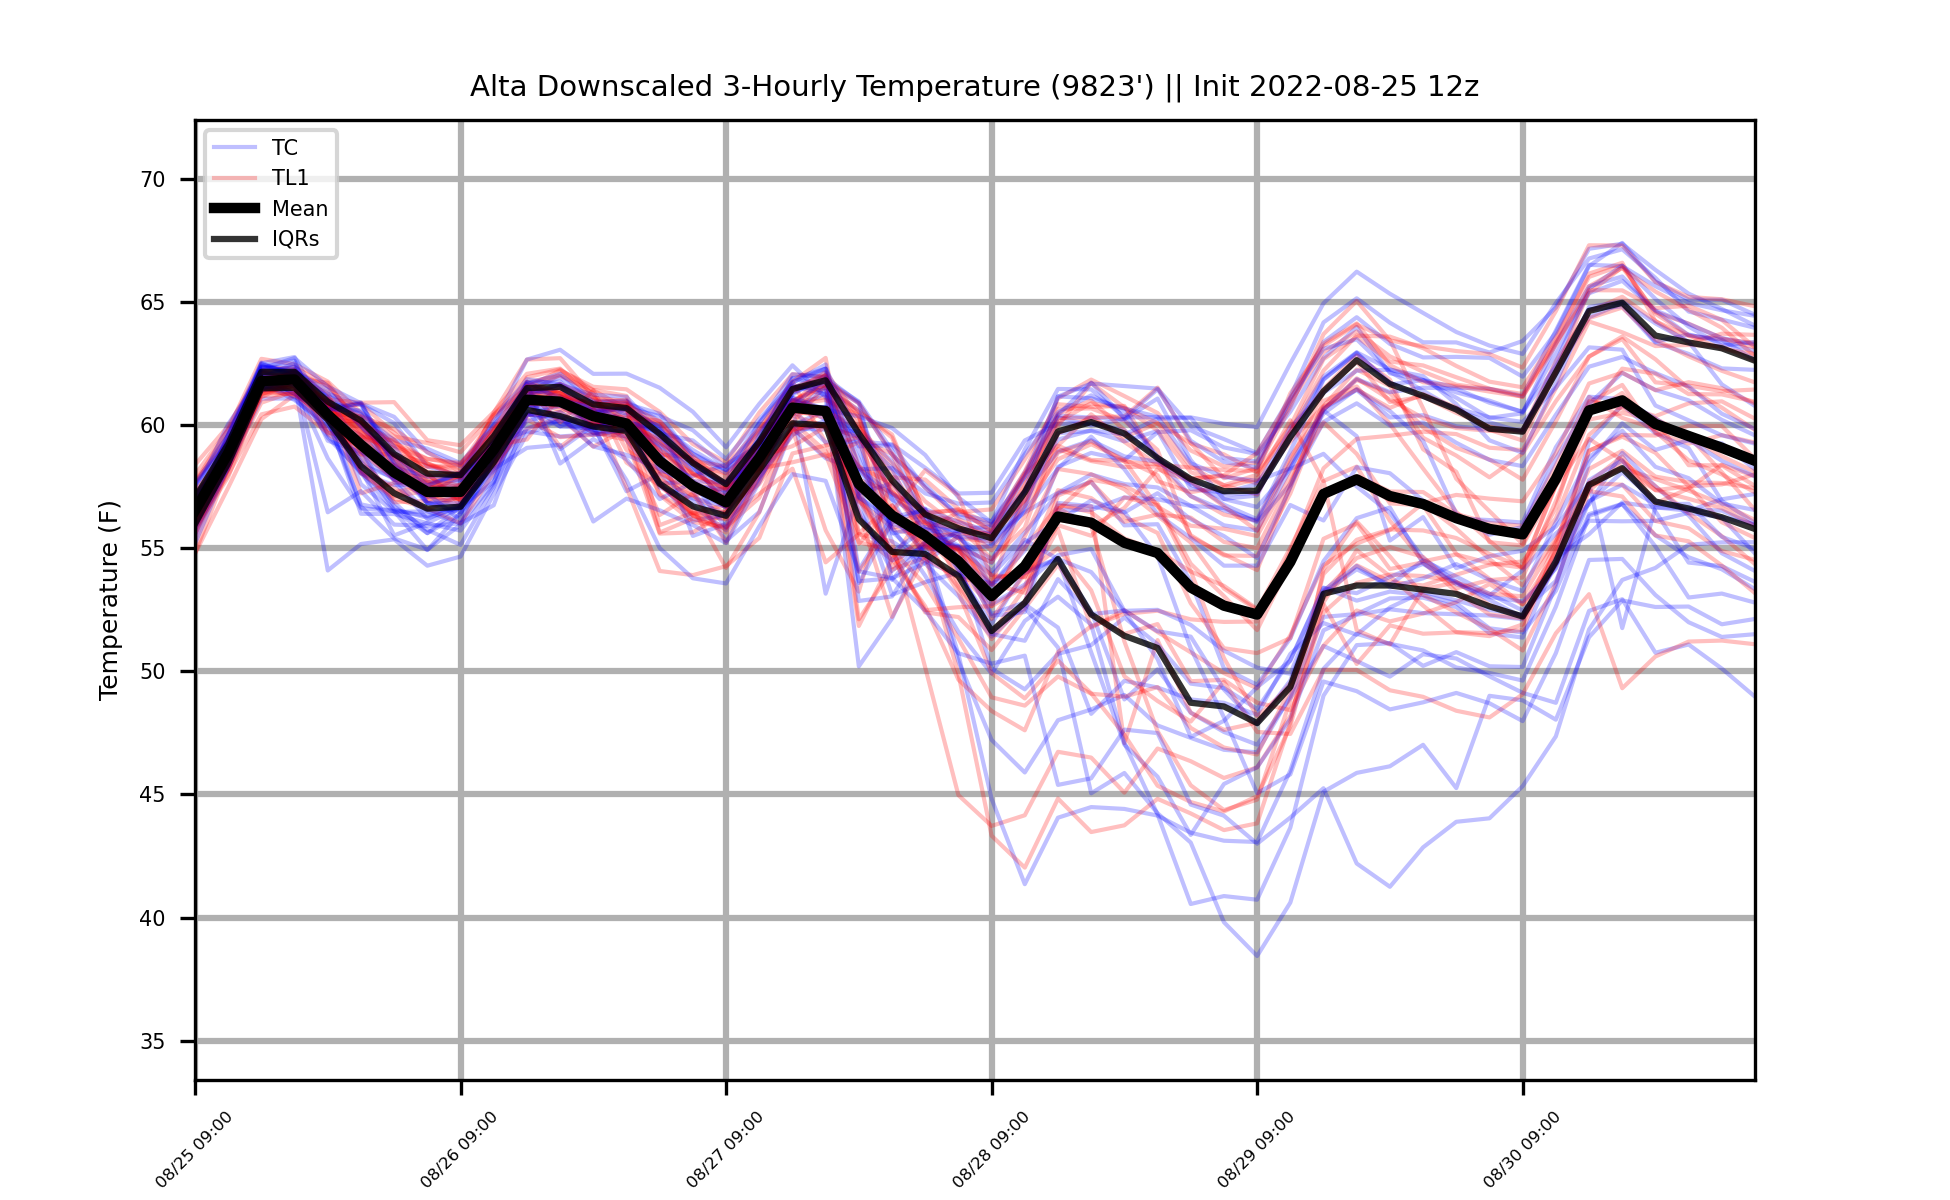 Alta Downscaled 3-Hourly Temperature (9823') || Init 2022-08-25 12z
TC
TL1
Mean
IQRs
Temperature (F)
70
65
60
55
50
45
40
35
08/25 09:00
08/26 09:00
08/27 09:00
08/28 09:00
08/29 09:00
08/30 09:00